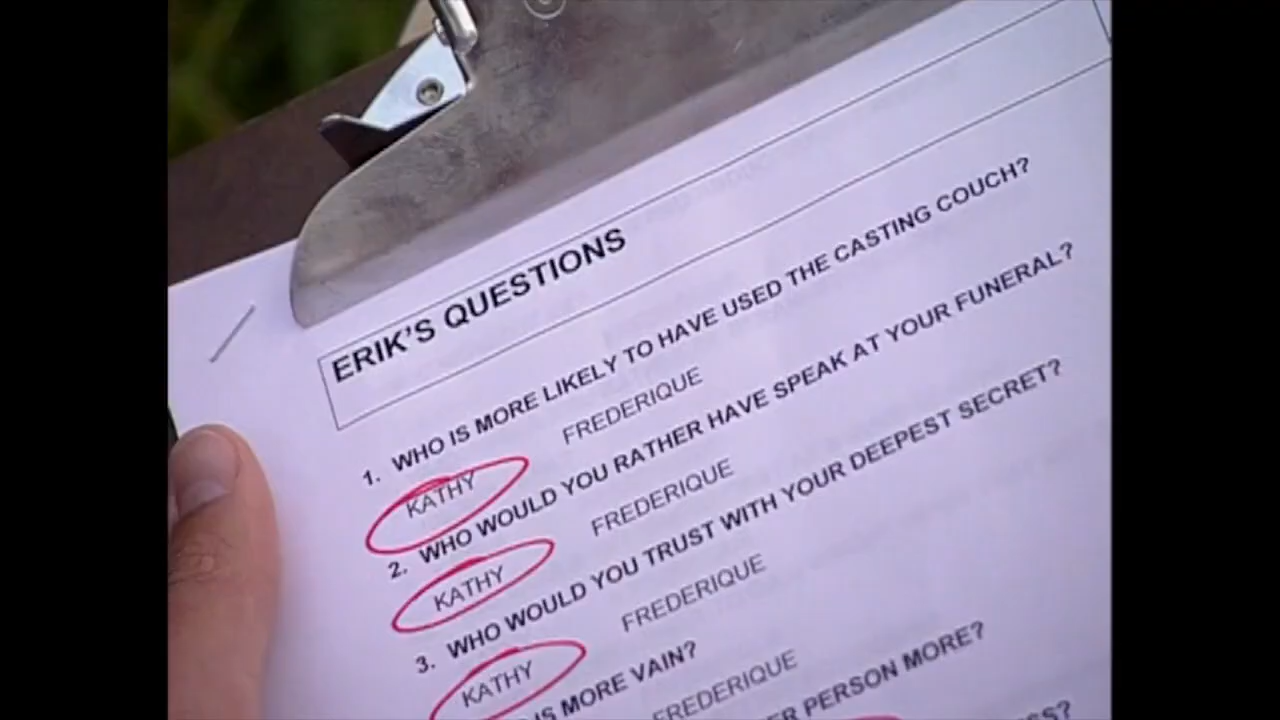 ERIK'S QUESTIONS
1. WHO IS MORE LIKELY TO HAVE USED THE CASTING COUCH?
KATHY FREDERIQUE
2. WHO WOULD YOU RATHER HAVE SPEAK AT YOUR FUNERAL?
KATHY FREDERIQUE
3. WHO WOULD YOU TRUST WITH YOUR DEEPEST SECRET?
KATHY FREDERIQUE
IS MORE VAIN?
FREDERIQUE
PERSON MORE?